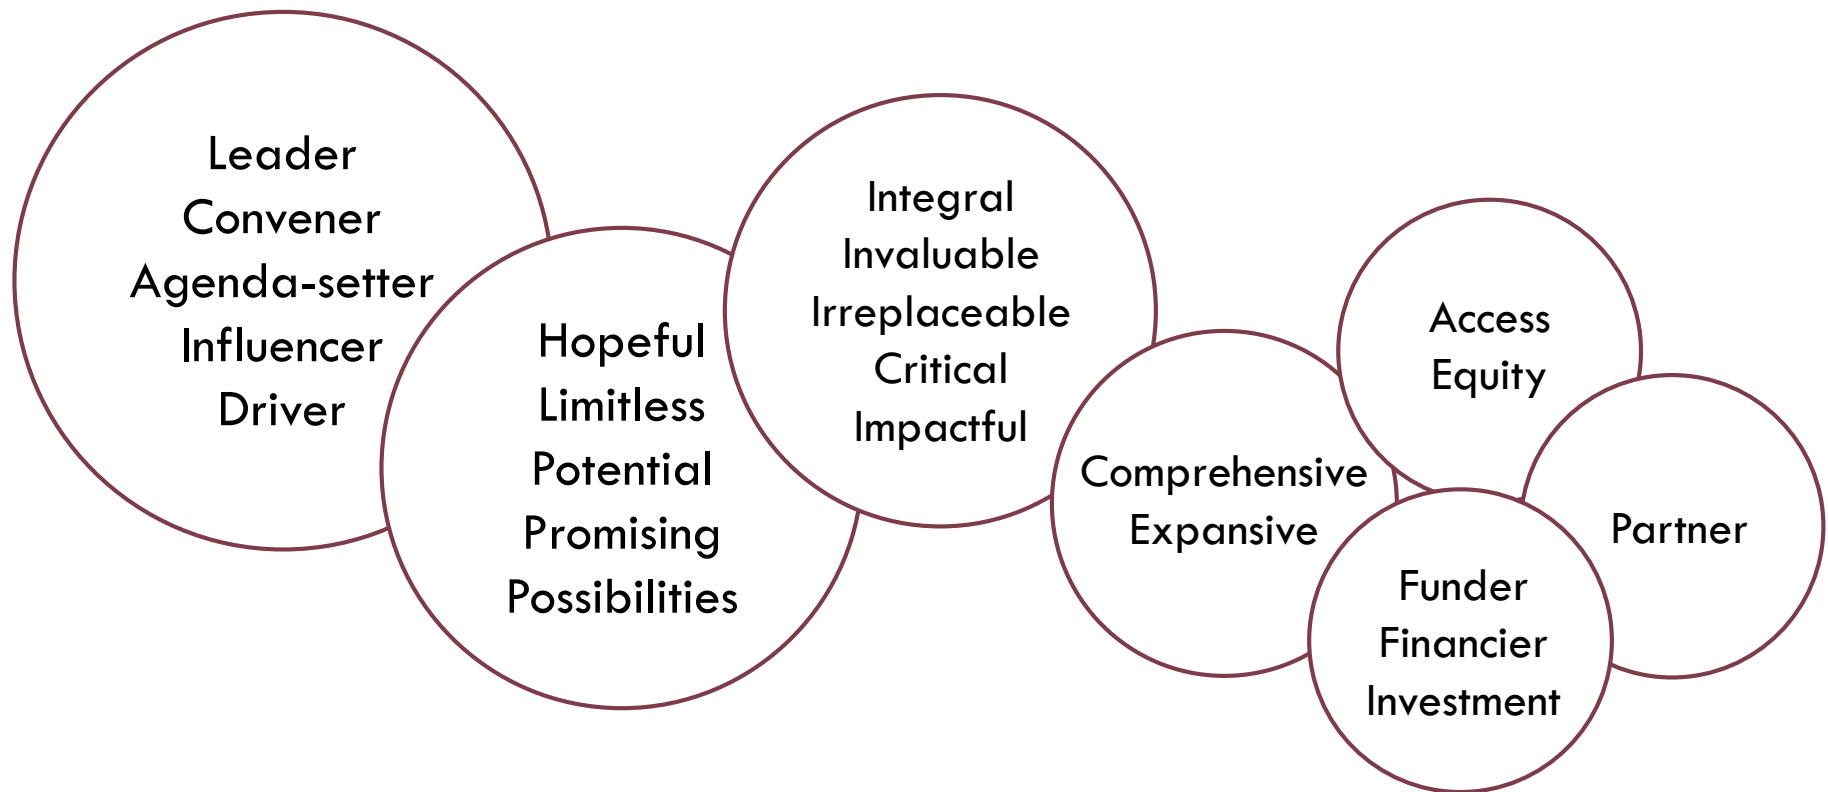 Leader
Convener
Agenda-setter
Influencer
Driver
Hopeful
Limitless
Potential
Promising
Possibilities
Integral
Invaluable
Irreplaceable
Critical
Impactful
Comprehensive
Expansive
Access
Equity
Funder
Financier
Investment
Partner